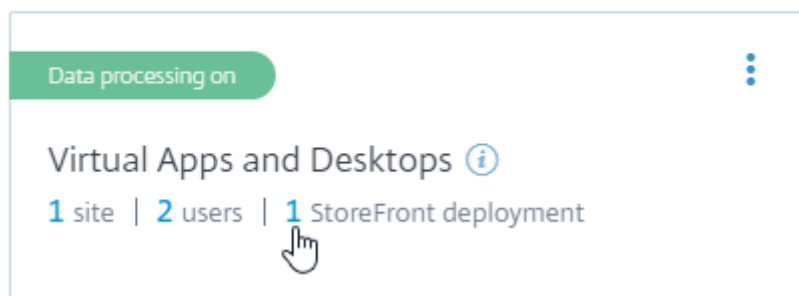 Data processing on
Virtual Apps and Desktops i
1 site | 2 users | 1 StoreFront deployment